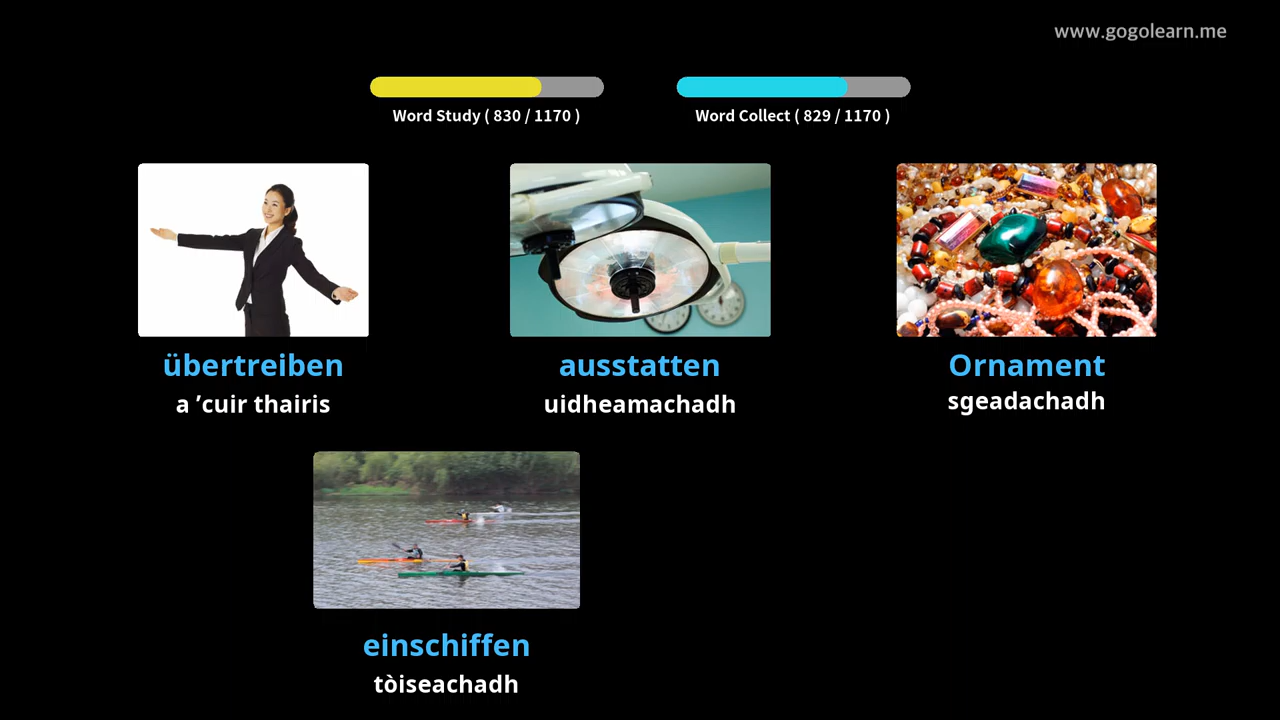 www.gogolearn.me
Word Study ( 830 / 1170 )
Word Collect ( 829 / 1170 )
übertreiben
a ’cuir thairis
ausstatten
uidheamachadh
Ornament
sgeadachadh
einschiffen
tòiseachadh